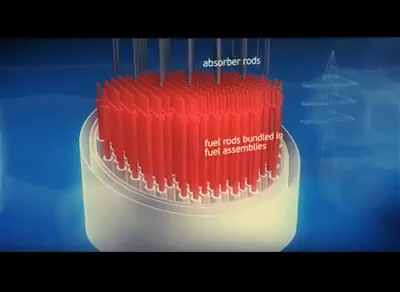 absorber rods
fuel rods bundled in
fuel assemblies